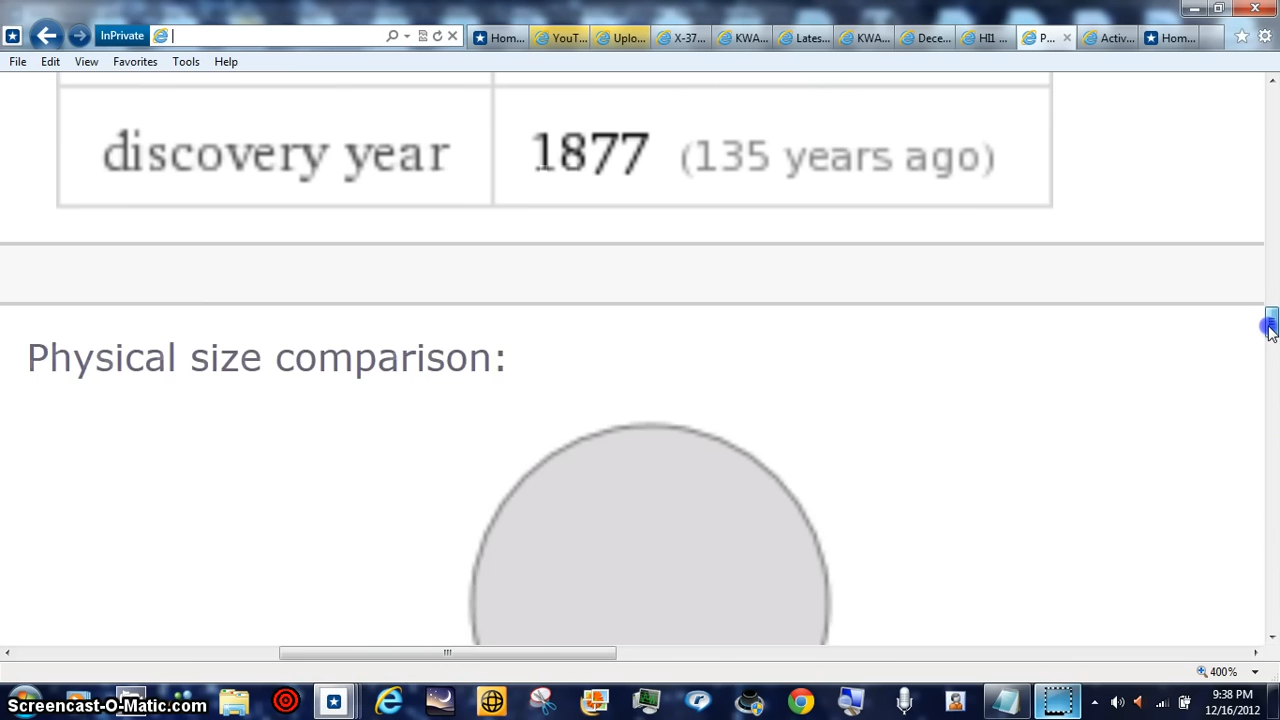 InPrivate
Hom...
YouT...
Uplo...
X-37...
KWA...
Lates...
KWA...
Dece...
HI1 ...
P...
Activ...
Hom...
File Edit View Favorites Tools Help
discovery year 1877 (135 years ago)
Physical size comparison:
400%
9:38 PM
12/16/2012
Screencast-O-Matic.com